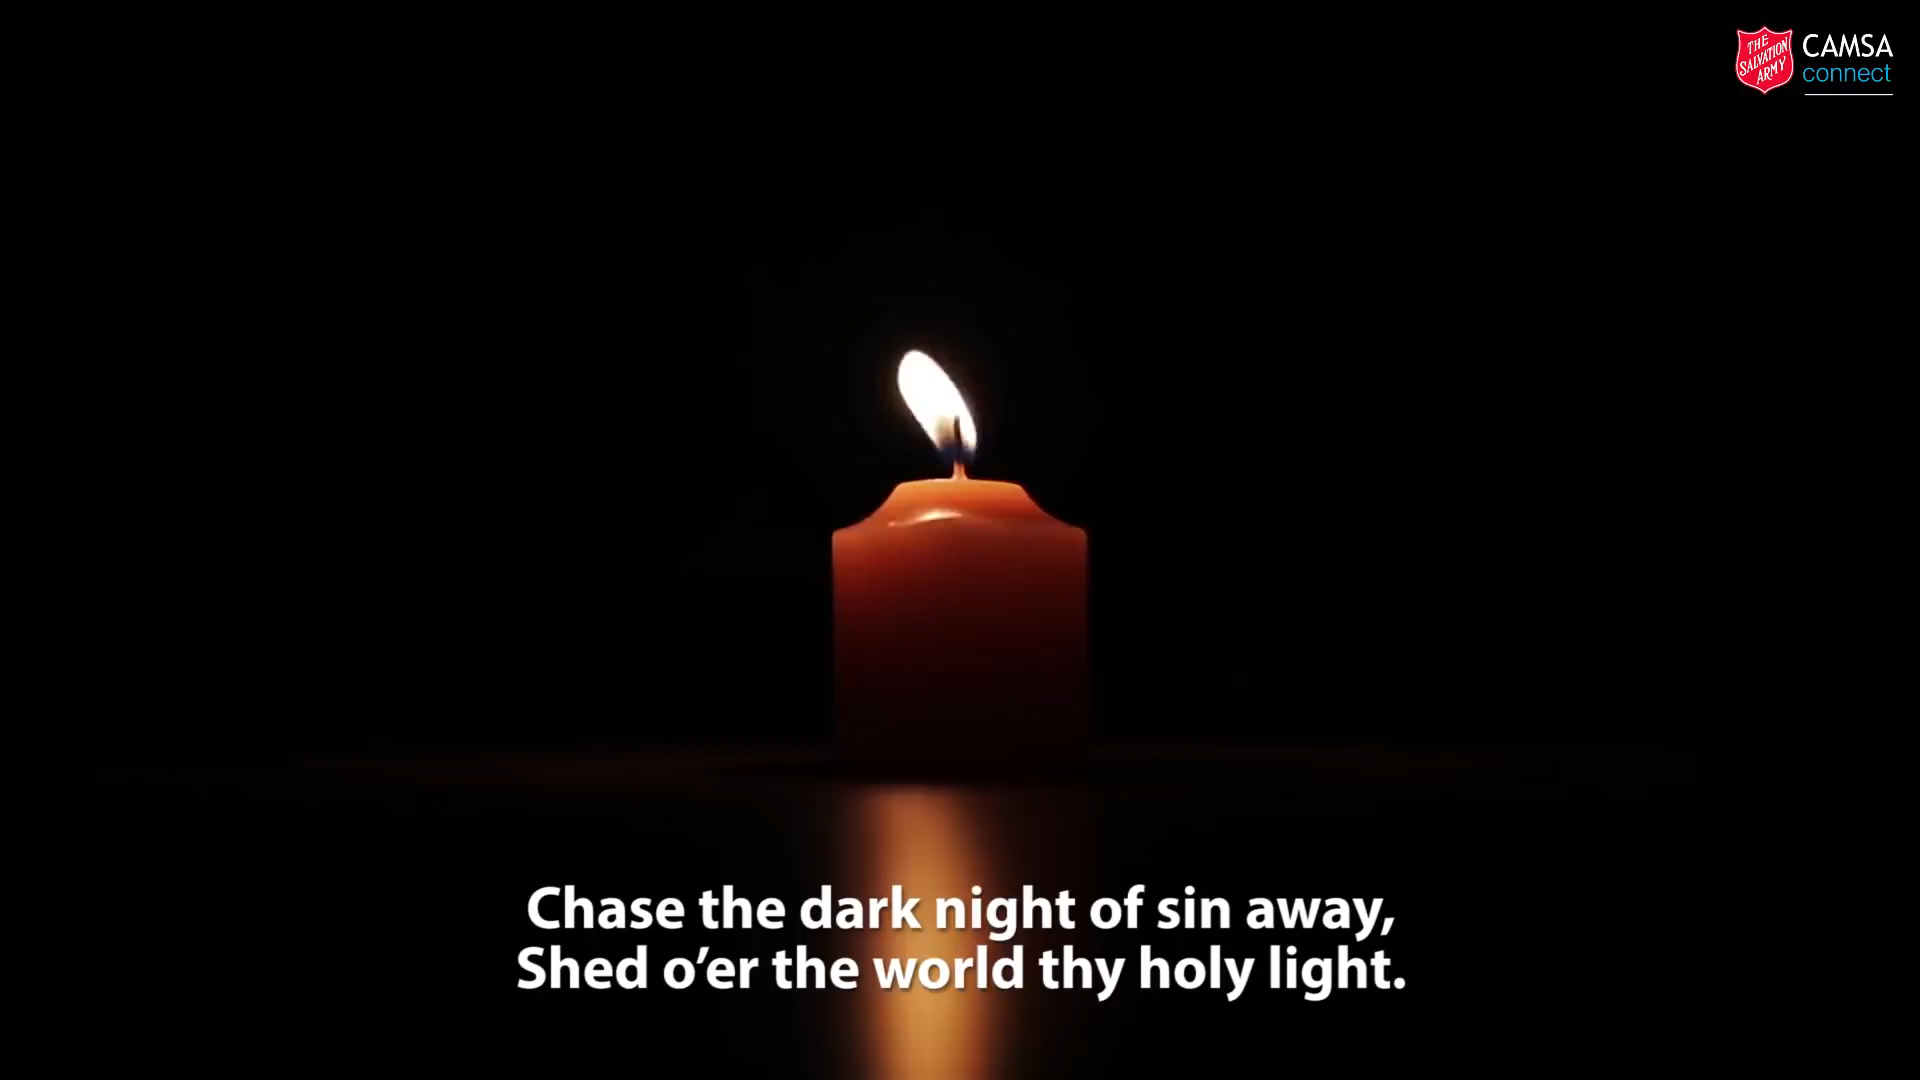 THE
SALVATION
ARMY
CAMSA
connect
Chase the dark night of sin away,
Shed o’er the world thy holy light.